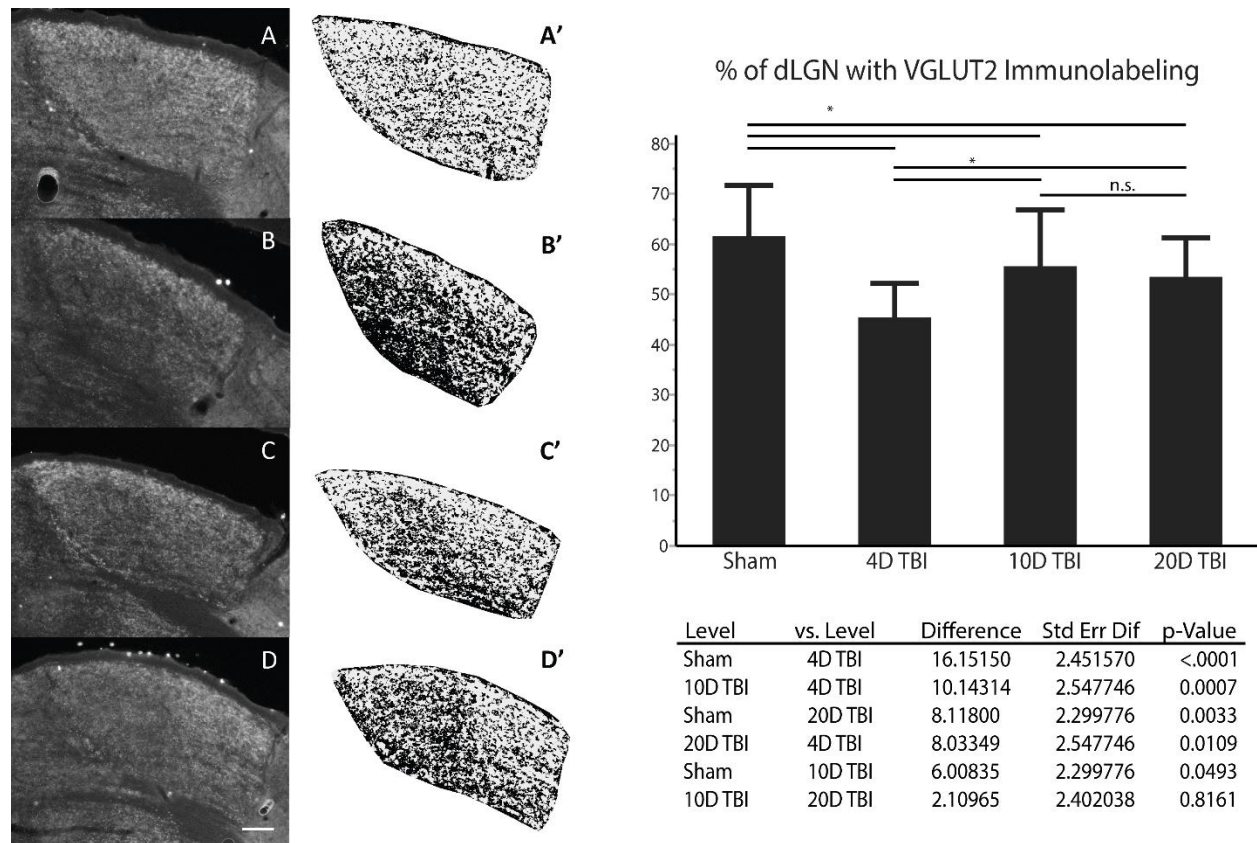 A
A’
B
B’
C
C’
D
D’
% of dLGN with VGLUT2 Immunolabeling
*
*
n.s.
80
70
60
50
40
30
20
10
0
Sham 4D TBI 10D TBI 20D TBI
Level vs. Level Difference Std Err Dif p-Value
Sham 4D TBI 16.15150 2.451570 <.0001
10D TBI 4D TBI 10.14314 2.547746 0.0007
Sham 20D TBI 8.11800 2.299776 0.0033
20D TBI 4D TBI 8.03349 2.547746 0.0109
Sham 10D TBI 6.00835 2.299776 0.0493
10D TBI 20D TBI 2.10965 2.402038 0.8161